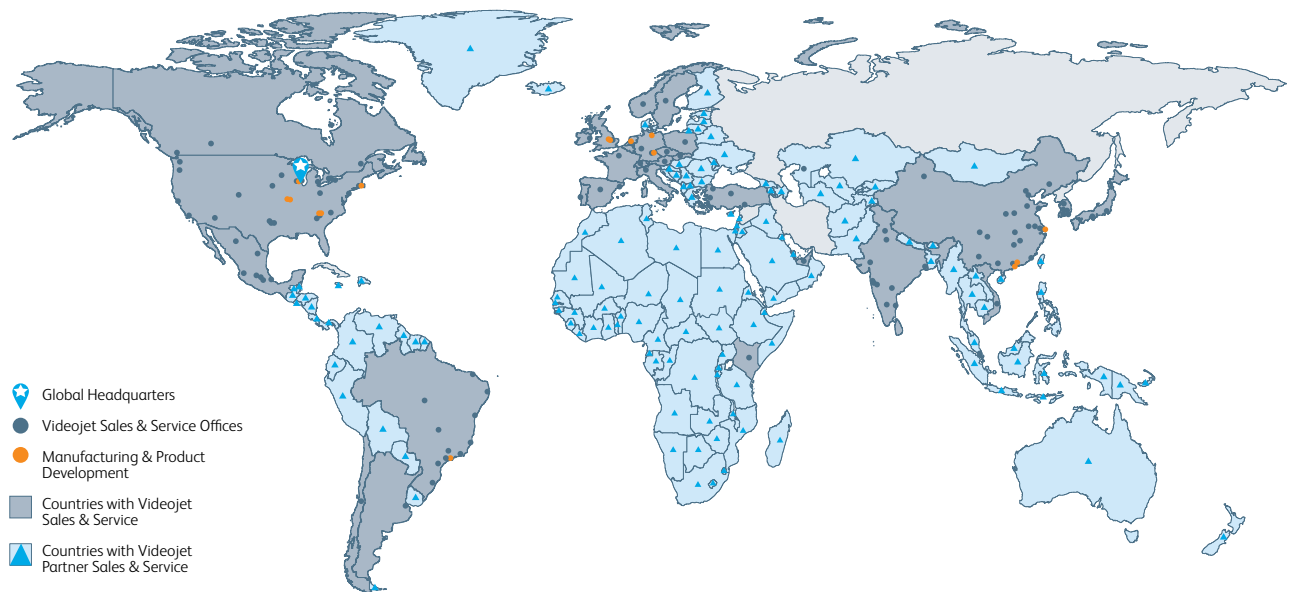 Global Headquarters
Videojet Sales & Service Offices
Manufacturing & Product
Development
Countries with Videojet
Sales & Service
Countries with Videojet
Partner Sales & Service